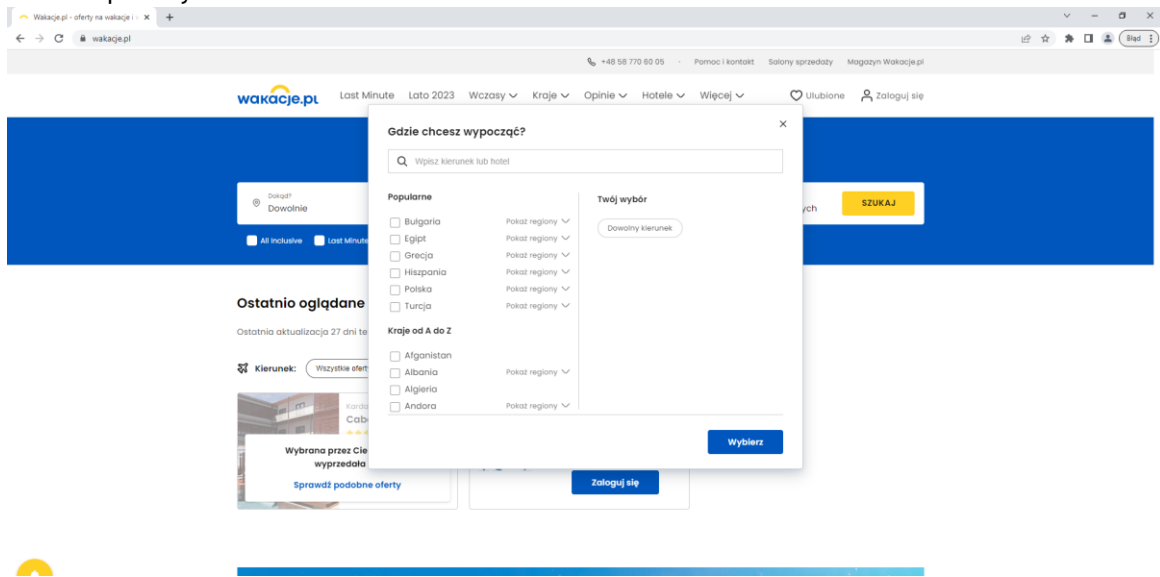 Wakacje.pl - oferty na wakacje i
wakacje.pl
Błąd
+48 58 770 60 05 · Pomoc i kontakt Salony sprzedaży Magazyn Wakacje.pl
wakacje.pl Last Minute Lato 2023 Wczasy Kraje Opinie Hotele Więcej Ulubione Zaloguj się
Gdzie chcesz wypocząć?
Wpisz kierunek lub hotel
Dokąd?
Dowolnie
ych
SZUKAJ
All Inclusive Last Minute
Popularne
Bułgaria Pokaż regiony
Egipt Pokaż regiony
Grecja Pokaż regiony
Hiszpania Pokaż regiony
Polska Pokaż regiony
Turcja Pokaż regiony
Kraje od A do Z
Afganistan
Albania Pokaż regiony
Algieria
Andora Pokaż regiony
Twój wybór
Dowolny kierunek
Wybierz
Ostatnio oglądane
Ostatnia aktualizacja 27 dni te
Kierunek: Wszystkie ofert
Karda
Cab
Wybrana przez Cie
wyprzedała
Sprawdź podobne oferty
Zaloguj się